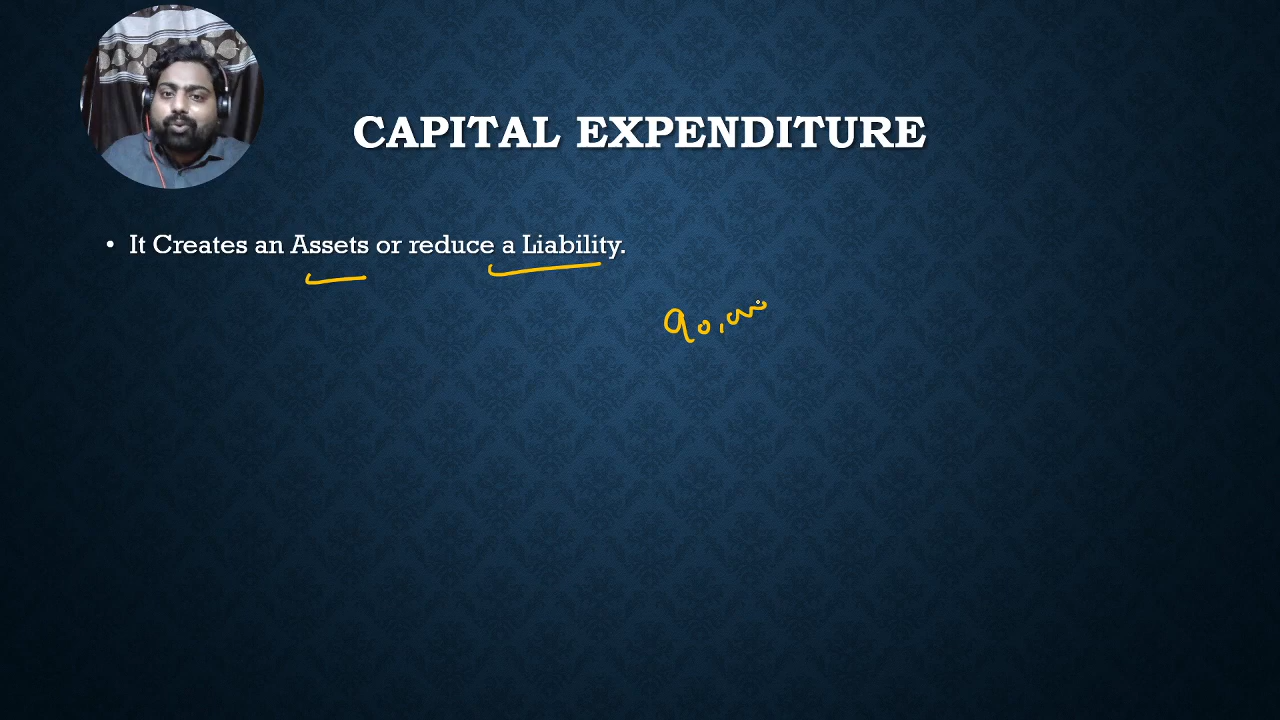 CAPITAL EXPENDITURE
• It Creates an Assets or reduce a Liability.